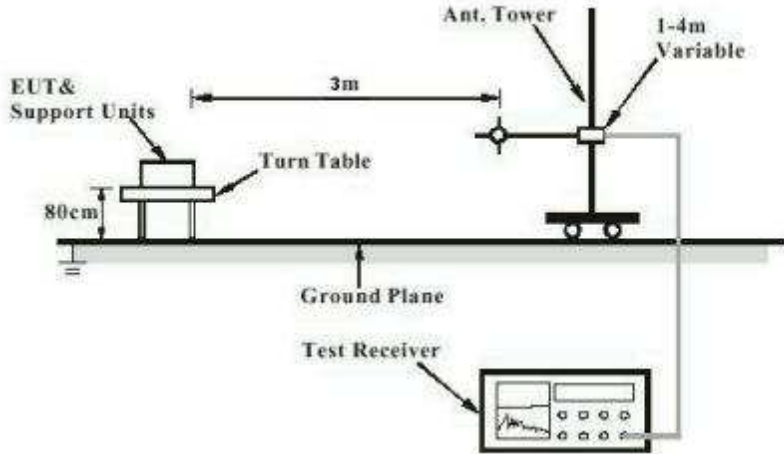 Ant. Tower
1-4m
Variable
EUT&
Support Units
3m
Turn Table
80cm
Ground Plane
Test Receiver